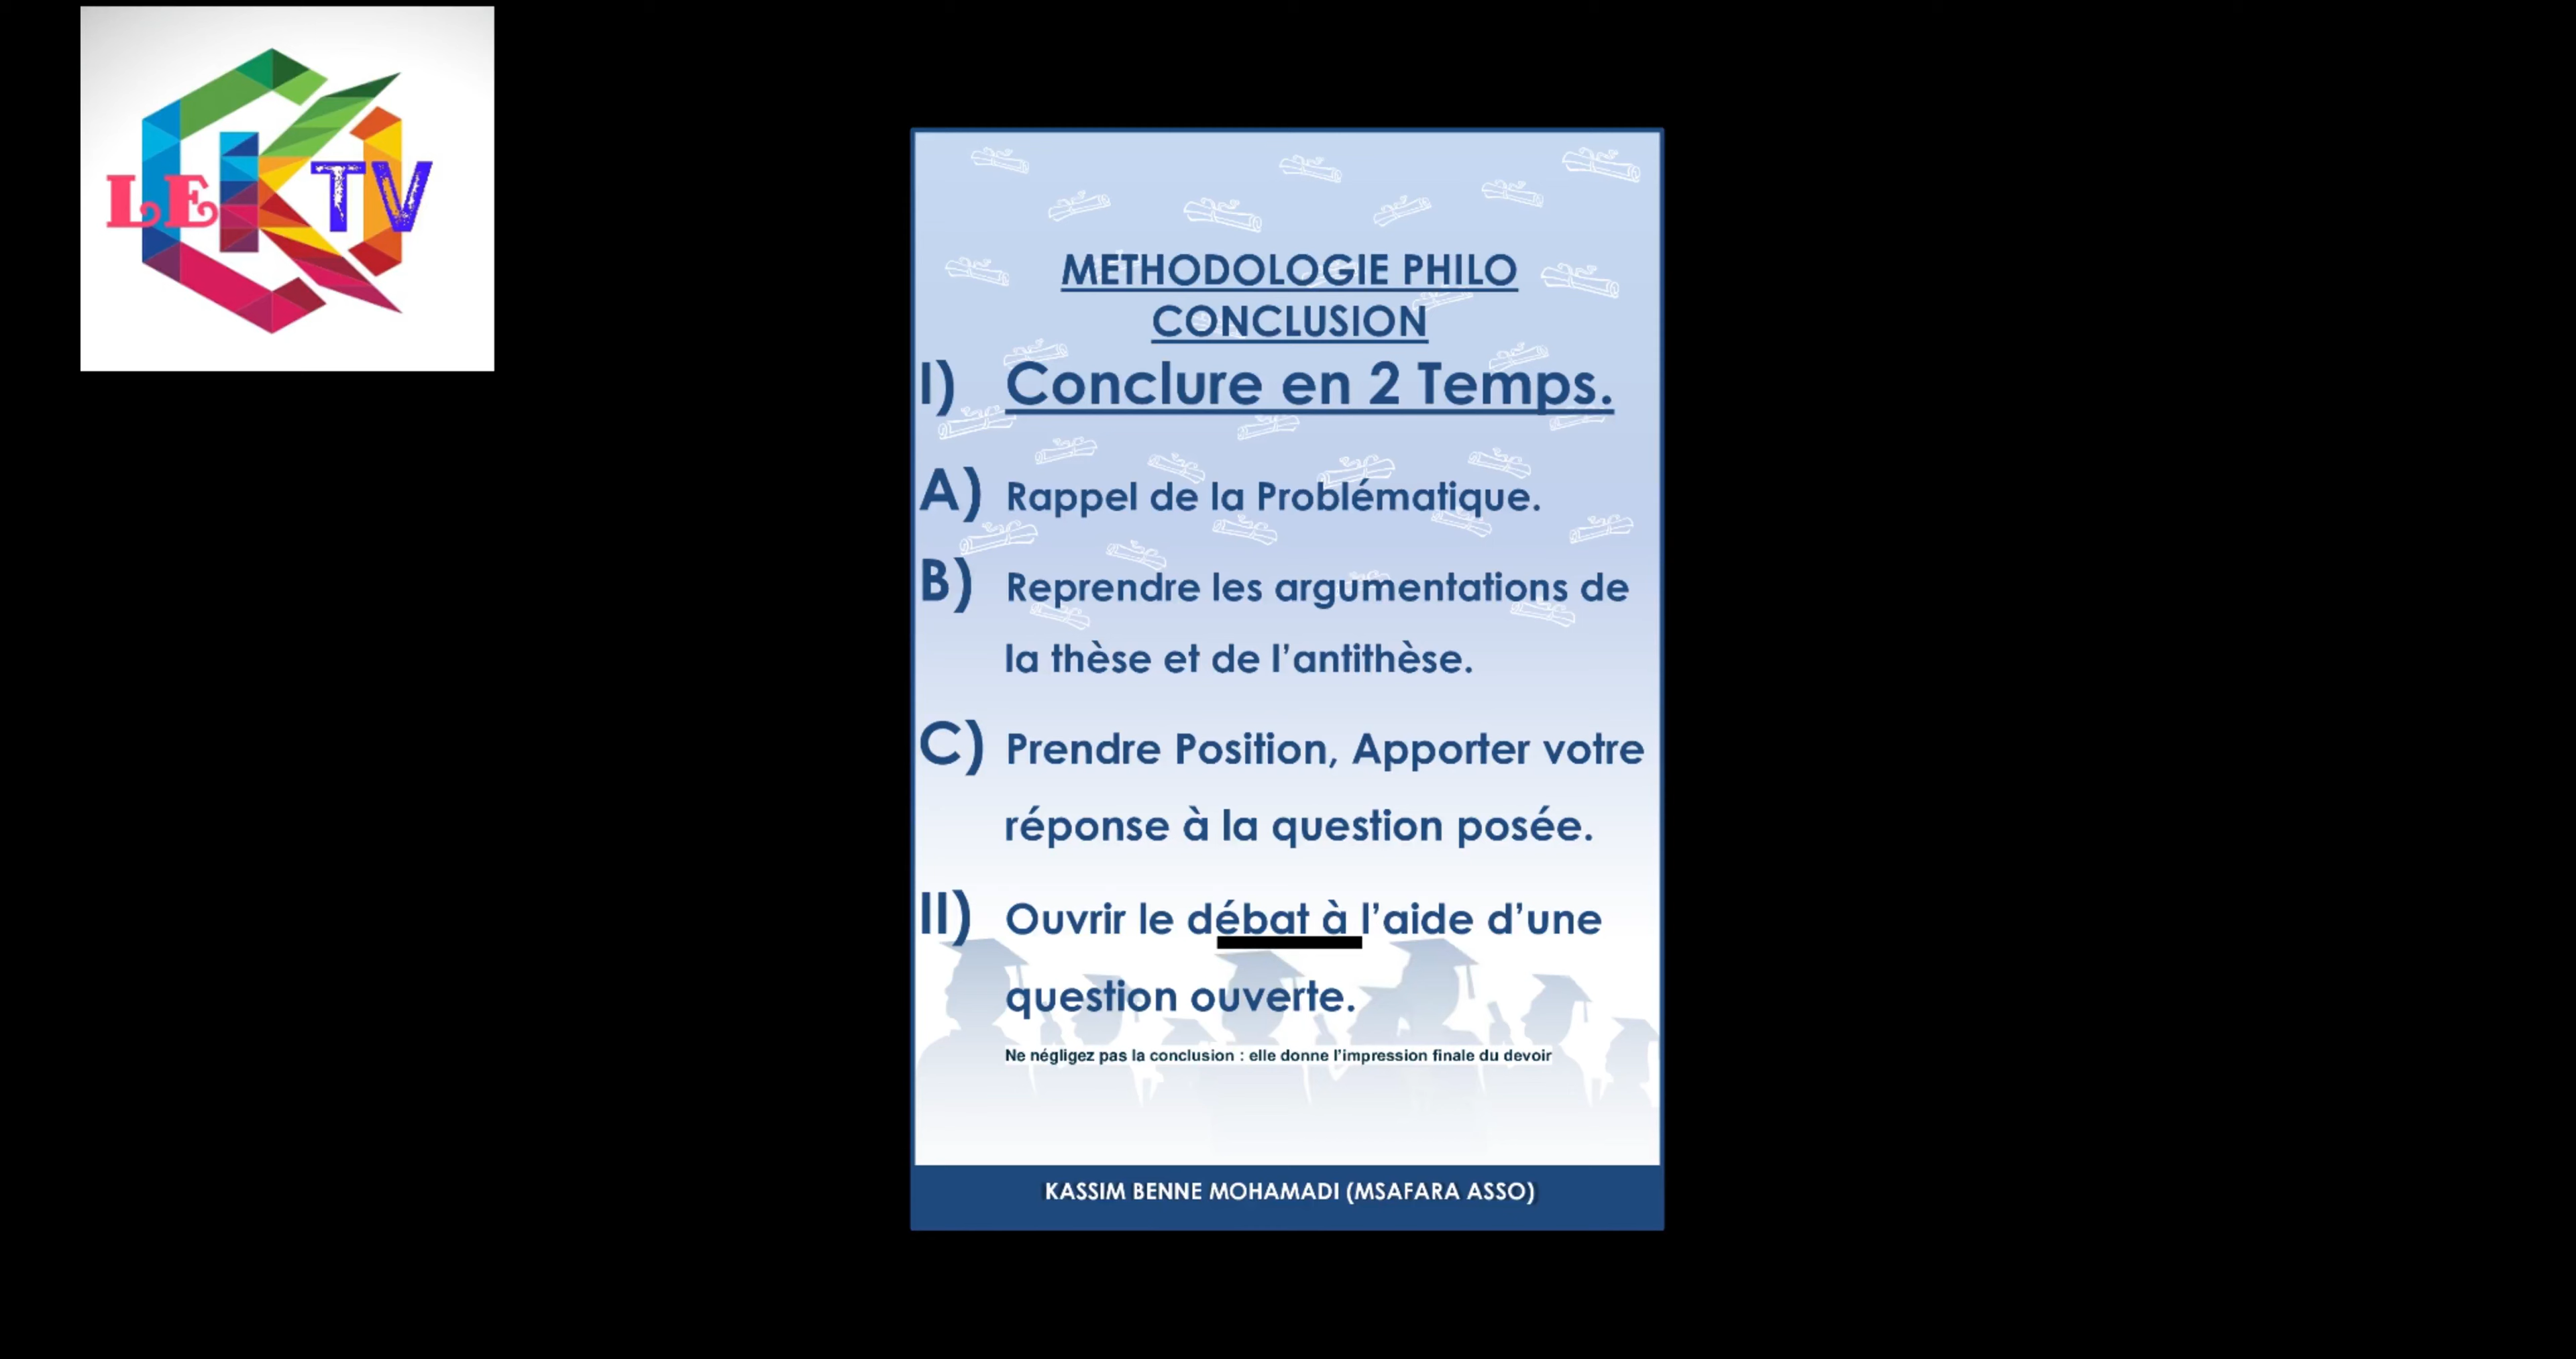 LE K TV
METHODOLOGIE PHILO
CONCLUSION
I) Conclure en 2 Temps.
A) Rappel de la Problématique.
B) Reprendre les argumentations de
la thèse et de l'antithèse.
C) Prendre Position, Apporter votre
réponse à la question posée.
II) Ouvrir le débat à l'aide d'une
question ouverte.
Ne négligez pas la conclusion : elle donne l'impression finale du devoir
KASSIM BENNE MOHAMADI (MSAFARA ASSO)